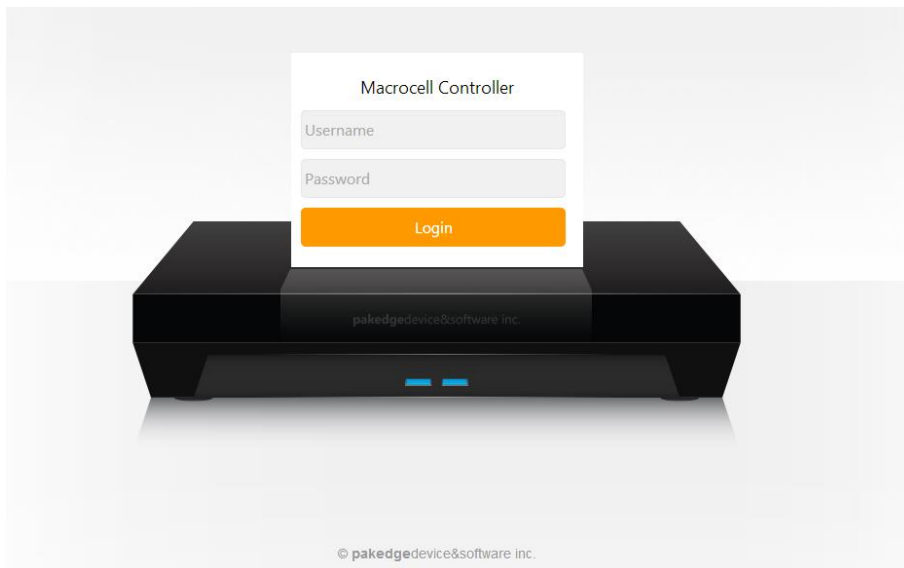 Macrocell Controller
Username
Password
Login
pakedgedevice&software inc.
© pakedgedevice&software inc.